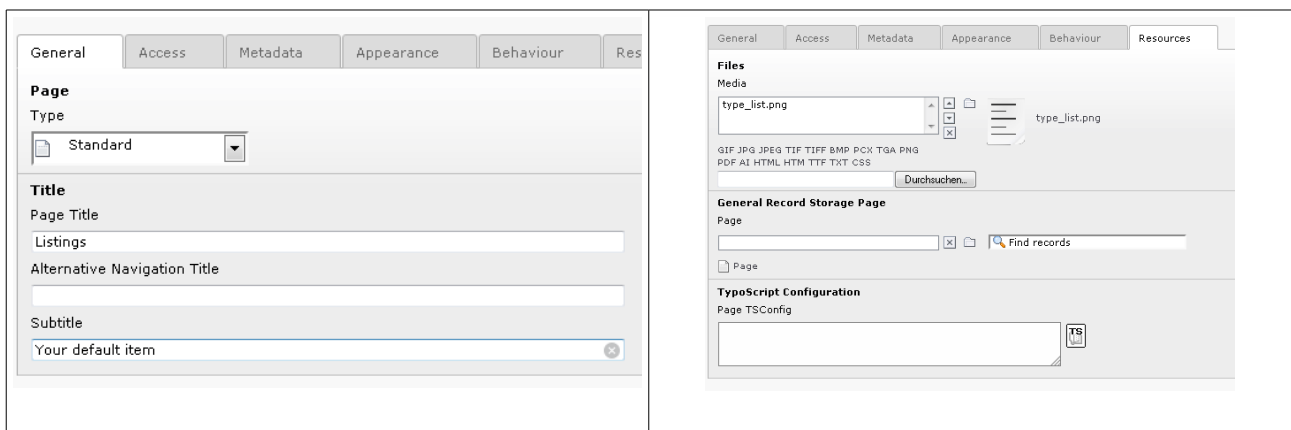 General Access Metadata Appearance Behaviour Res
Page
Type
Standard
Title
Page Title
Listings
Alternative Navigation Title
Subtitle
Your default item
General Access Metadata Appearance Behaviour Resources
Files
Media
type_list.png
type_list.png
GIF JPG JPEG TIF TIFF BMP PCX TGA PNG
PDF AI HTML HTM TTF TXT CSS
Durchsuchen...
General Record Storage Page
Page
Find records
Page
TypoScript Configuration
Page TSConfig
TS